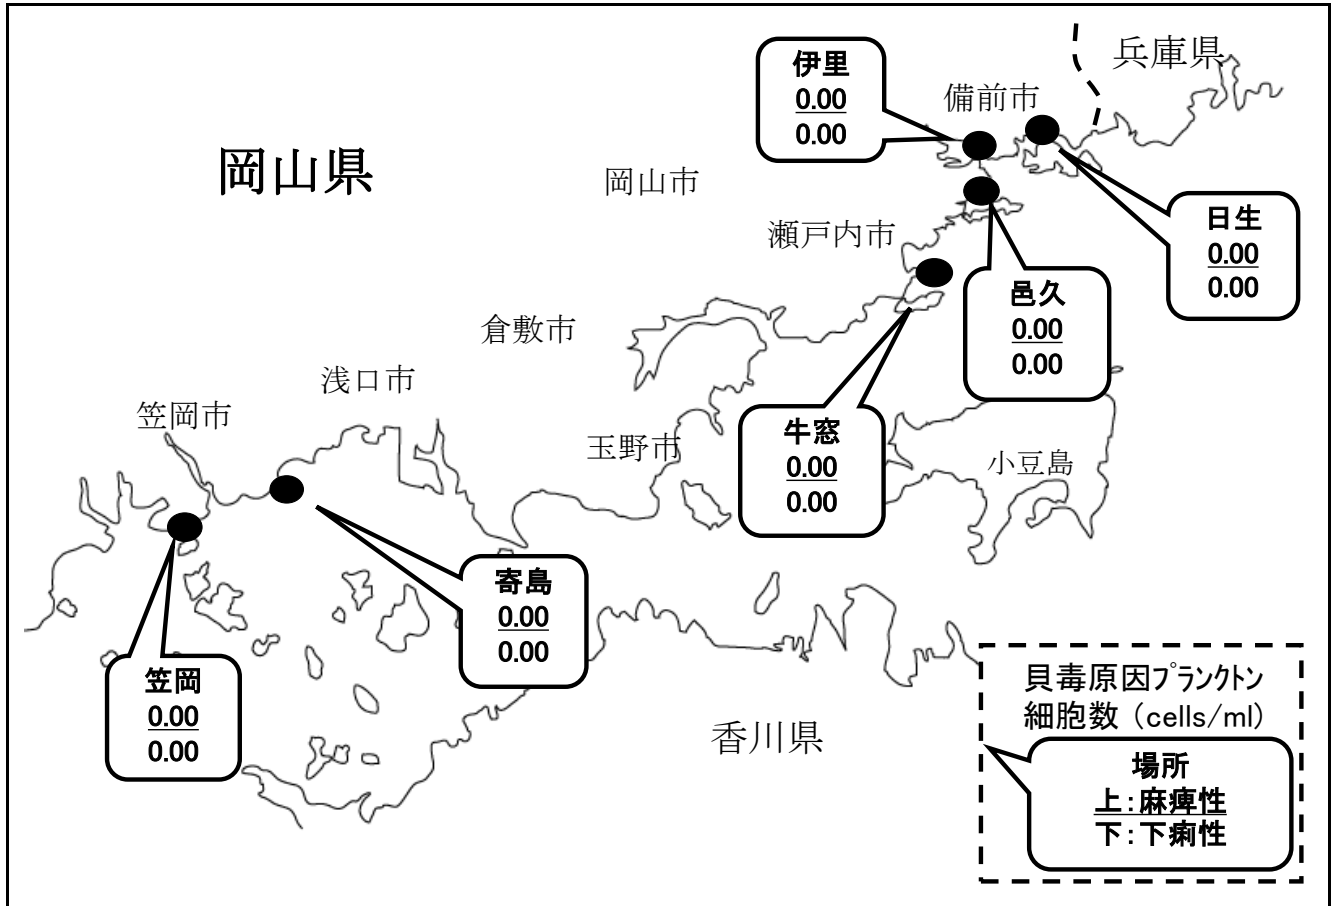 兵庫県
伊里
0.00
0.00
備前市
岡山県
岡山市
日生
0.00
0.00
瀬戸内市
邑久
0.00
0.00
倉敷市
浅口市
笠岡市
牛窓
0.00
0.00
玉野市
小豆島
寄島
0.00
0.00
笠岡
0.00
0.00
香川県
貝毒原因プランクトン
細胞数（cells/ml)
場所
上：麻痺性
下：下痢性